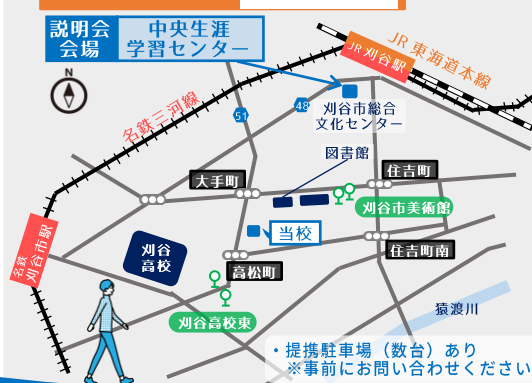 説明会
会場
中央生涯
学習センター
N
JR東海道本線
JR刈谷駅
名鉄三河線
51
48
刈谷市総合
文化センター
図書館
大手町
住吉町
刈谷市美術館
名鉄
刈谷市駅
刈谷
高校
当校
住吉町南
高松町
刈谷高校東
猿渡川
・提携駐車場（数台）あり
※事前にお問い合わせください